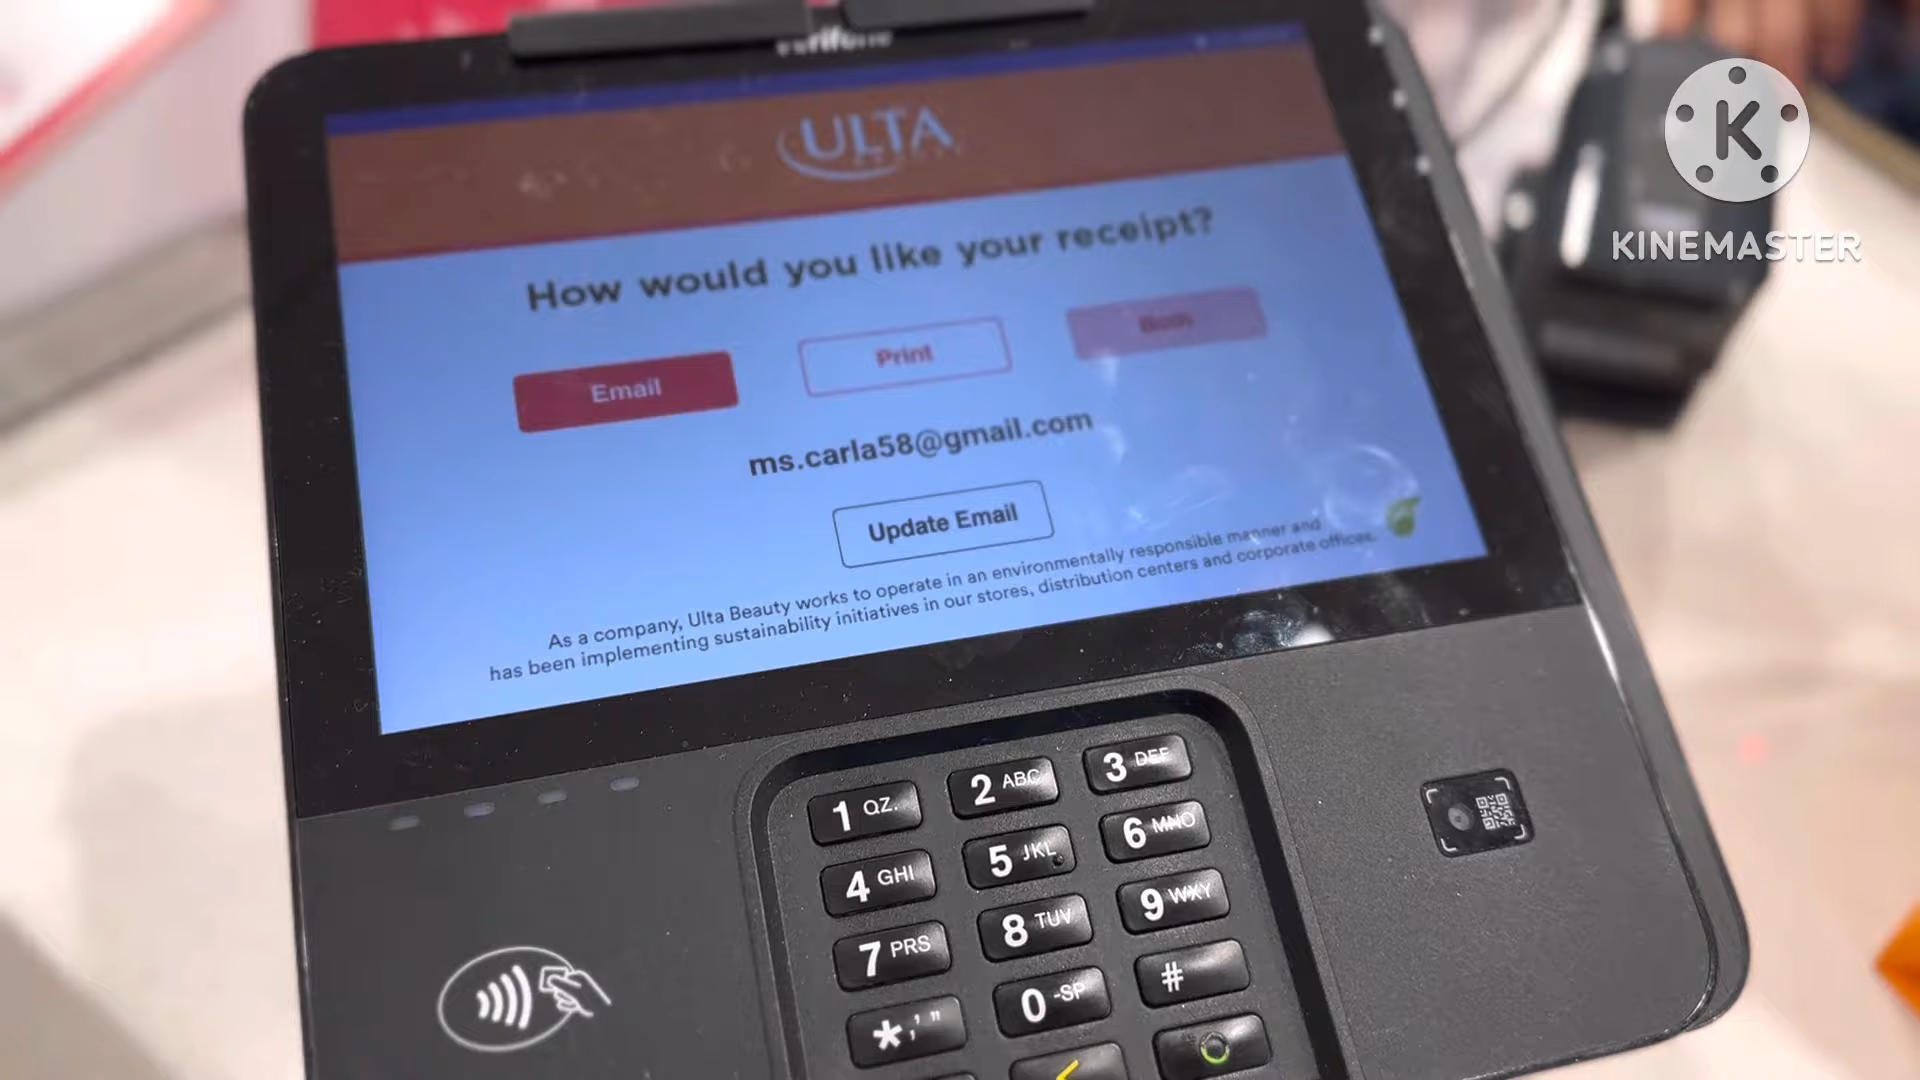 verifone
ULTA
How would you like your receipt?
Email
Print
Both
ms.carla58@gmail.com
Update Email
As a company, Ulta Beauty works to operate in an environmentally responsible manner and
has been implementing sustainability initiatives in our stores, distribution centers and corporate offices.
1 QZ.
2 ABC
3 DEF
4 GHI
5 JKL
6 MNO
7 PRS
8 TUV
9 WXY
*,'"
0 -SP
#
K
KINEMASTER